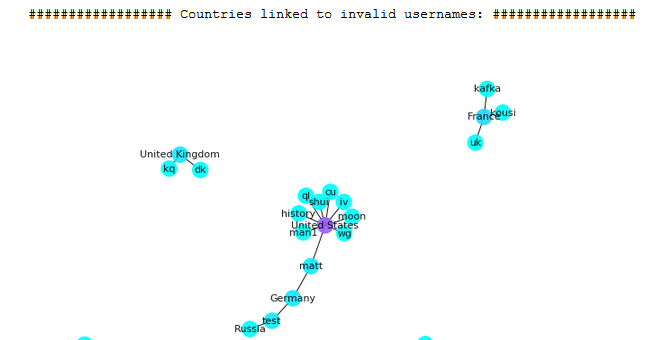 ################## Countries linked to invalid usernames: ##################
kafka
kousi
France
uk
United Kingdom
kq
dk
ql
cu
shui
iv
history
moon
United States
man1
wg
matt
Germany
test
Russia